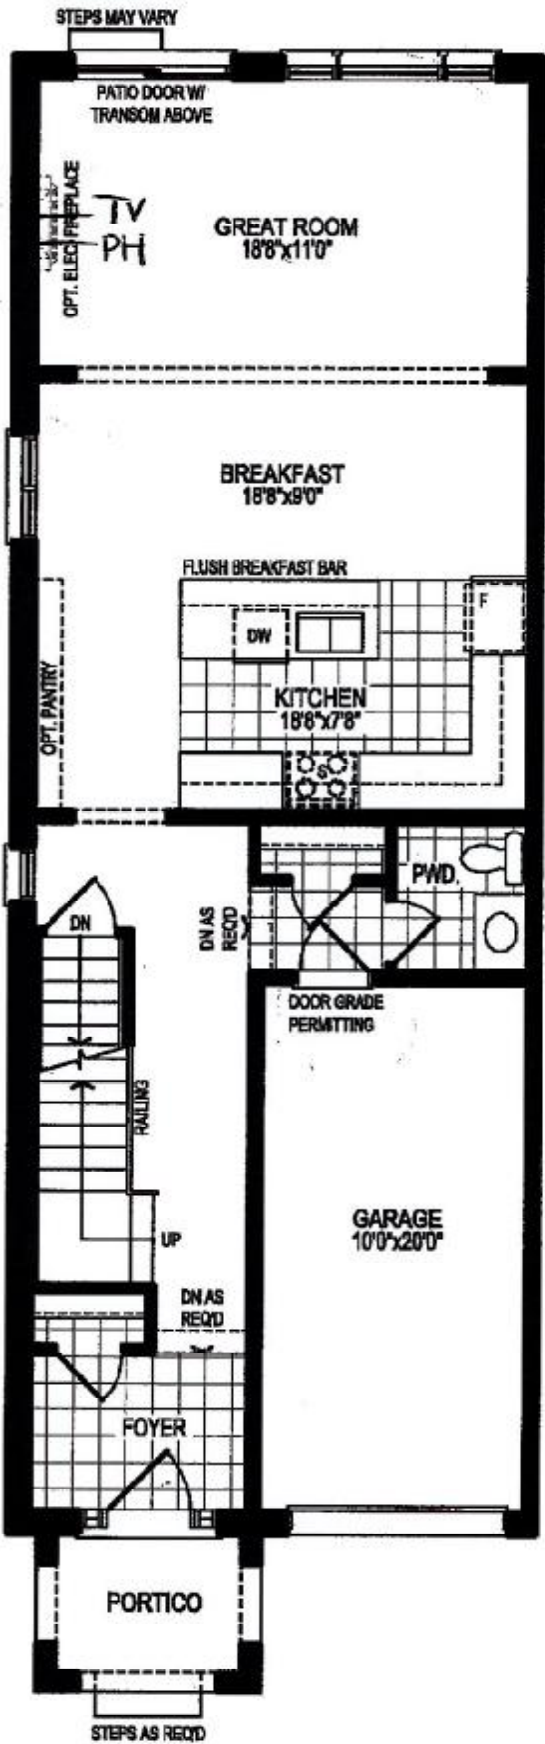 STEPS MAY VARY
PATIO DOOR W/
TRANSOM ABOVE
OPT. ELEC. FIREPLACE
TV
PH
GREAT ROOM
18'8"x11'0"
BREAKFAST
18'8"x9'0"
FLUSH BREAKFAST BAR
F
DW
OPT. PANTRY
KITCHEN
18'8"x7'8"
S
PWD.
DN
DN AS
REQ'D
DOOR GRADE
PERMITTING
RAILING
GARAGE
10'0"x20'0"
UP
DN AS
REQ'D
FOYER
PORTICO
STEPS AS REQ'D